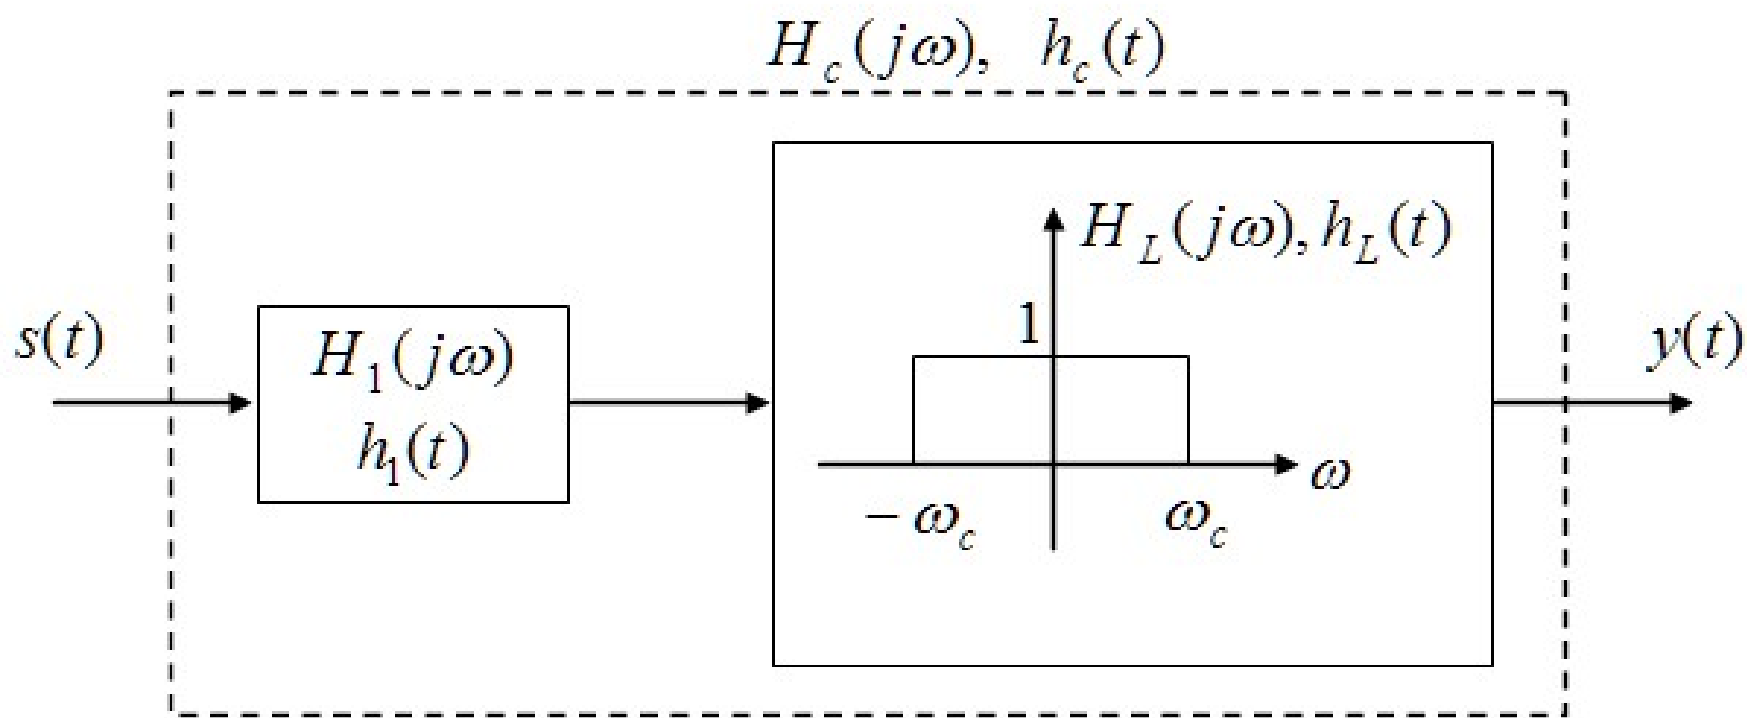 H_c(jω), h_c(t)
H_L(jω), h_L(t)
s(t)
H_1(jω)
h_1(t)
1
y(t)
ω
-ω_c
ω_c